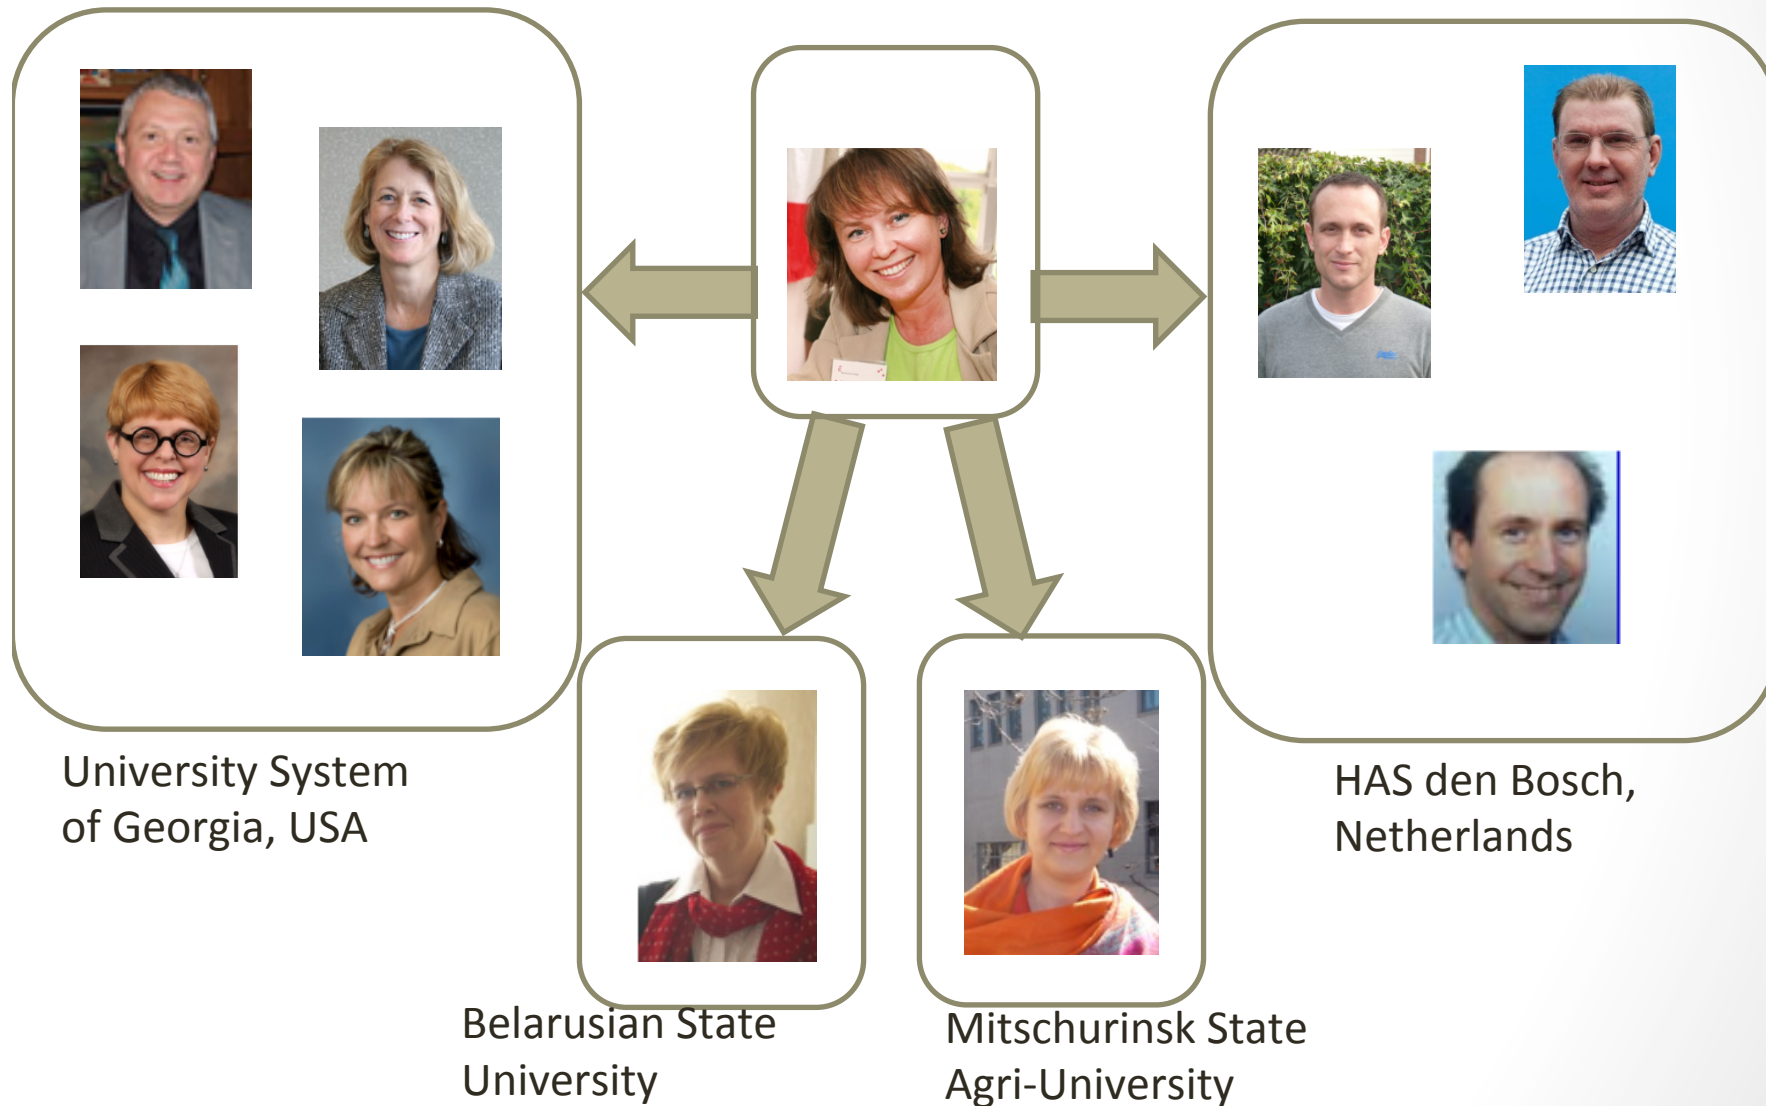 University System
of Georgia, USA
HAS den Bosch,
Netherlands
Belarusian State
University
Mitschurinsk State
Agri-University